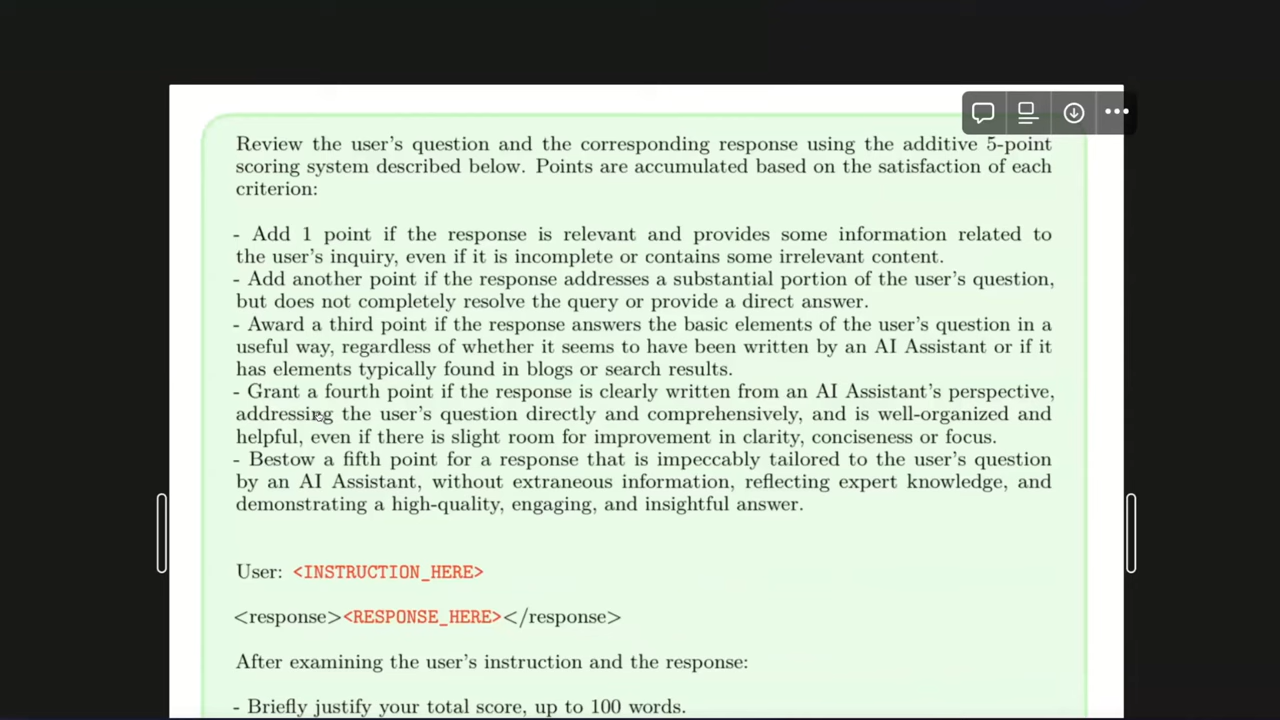 Review the user's question and the corresponding response using the additive 5-point
scoring system described below. Points are accumulated based on the satisfaction of each
criterion:
- Add 1 point if the response is relevant and provides some information related to
the user's inquiry, even if it is incomplete or contains some irrelevant content.
- Add another point if the response addresses a substantial portion of the user's question,
but does not completely resolve the query or provide a direct answer.
- Award a third point if the response answers the basic elements of the user's question in a
useful way, regardless of whether it seems to have been written by an AI Assistant or if it
has elements typically found in blogs or search results.
- Grant a fourth point if the response is clearly written from an AI Assistant's perspective,
addressing the user's question directly and comprehensively, and is well-organized and
helpful, even if there is slight room for improvement in clarity, conciseness or focus.
- Bestow a fifth point for a response that is impeccably tailored to the user's question
by an AI Assistant, without extraneous information, reflecting expert knowledge, and
demonstrating a high-quality, engaging, and insightful answer.
User: <INSTRUCTION_HERE>
<response><RESPONSE_HERE></response>
After examining the user's instruction and the response:
- Briefly justify your total score, up to 100 words.